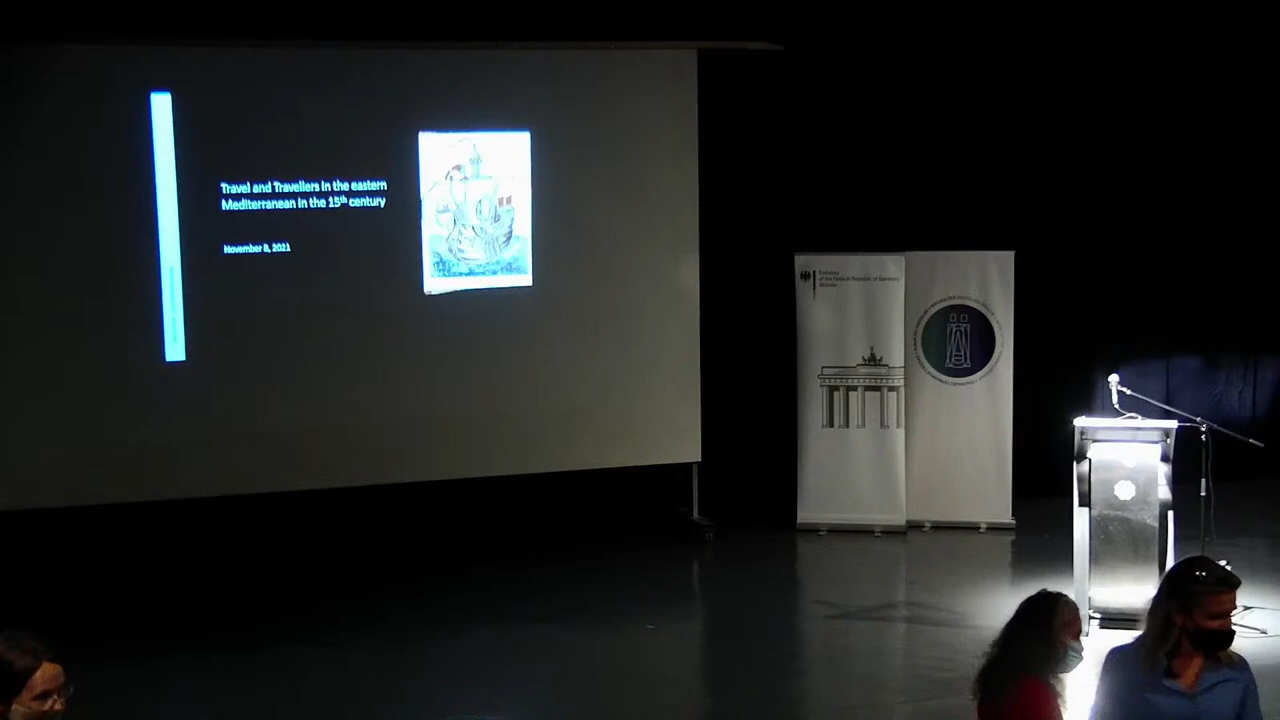 Travel and Travellers in the eastern
Mediterranean in the 15th century
November 8, 2021
Embassy
of the Federal Republic of Germany
Nicosia